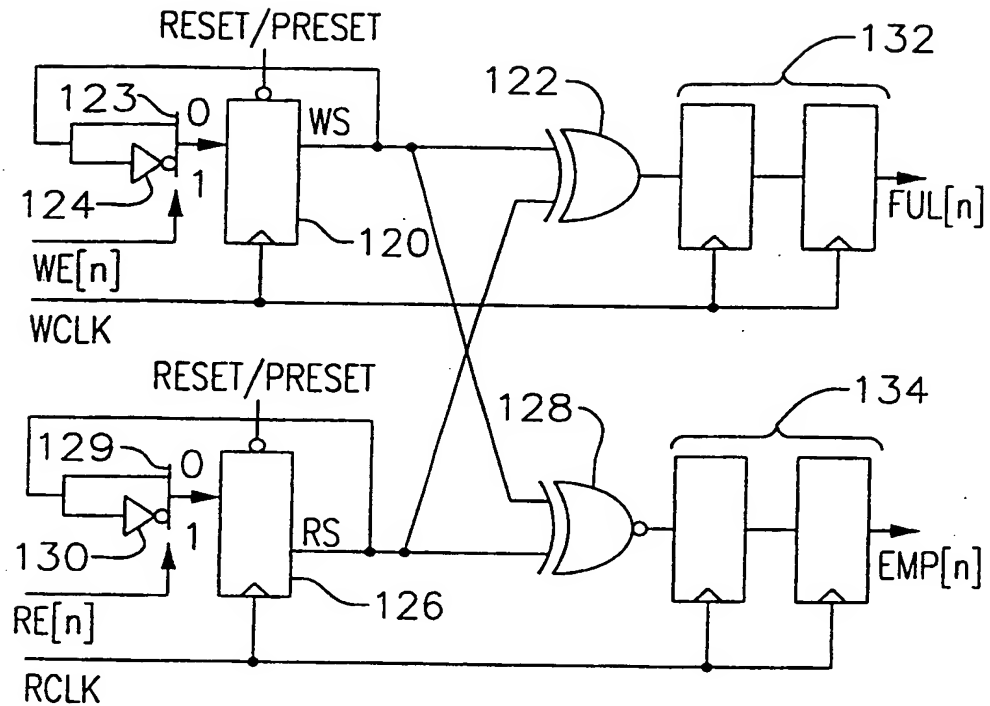 RESET/PRESET
132
123
0
WS
122
124
1
120
FUL[n]
WE[n]
WCLK
RESET/PRESET
134
129
0
128
130
1
RS
126
EMP[n]
RE[n]
RCLK